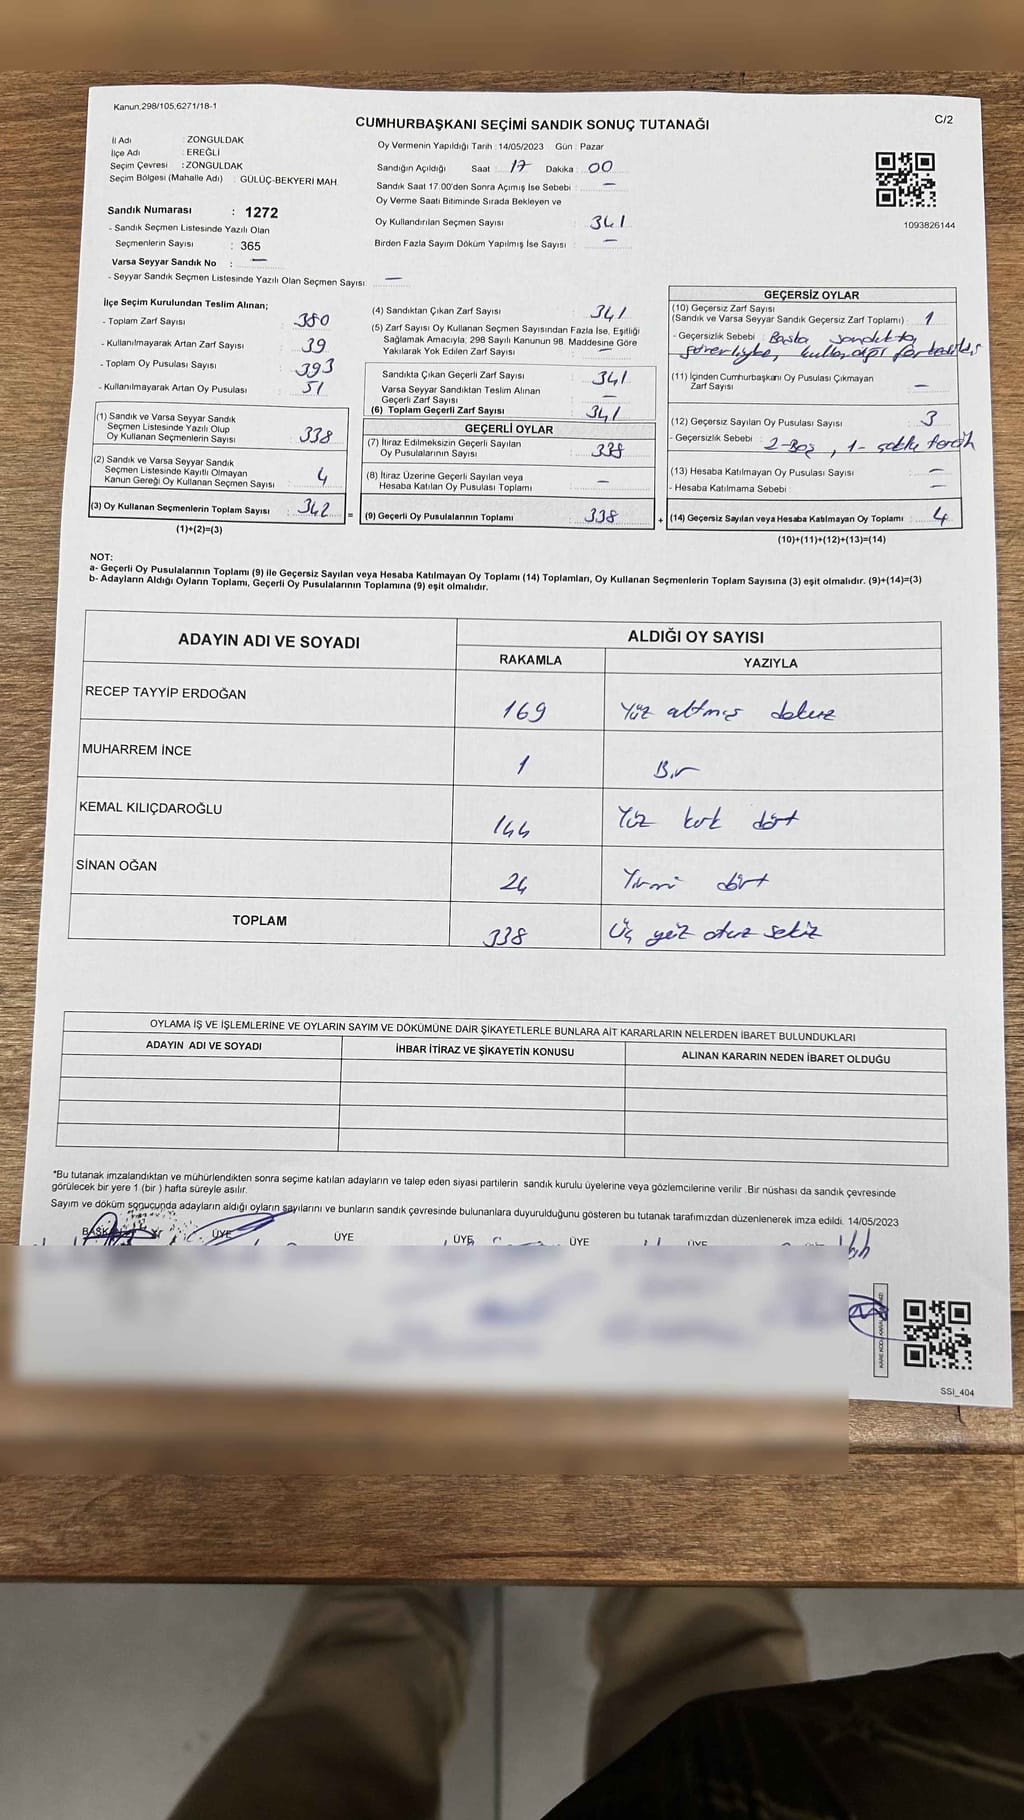 Kanun,298/105,6271/18-1
C/2
CUMHURBAŞKANI SEÇİMİ SANDIK SONUÇ TUTANAĞI
İl Adı : ZONGULDAK
İlçe Adı : EREĞLİ
Seçim Çevresi : ZONGULDAK
Seçim Bölgesi (Mahalle Adı) : GÜLÜÇ-BEKYERİ MAH.
Sandık Numarası : 1272
- Sandık Seçmen Listesinde Yazılı Olan
Seçmenlerin Sayısı : 365
Varsa Seyyar Sandık No : —
- Seyyar Sandık Seçmen Listesinde Yazılı Olan Seçmen Sayısı: —
Oy Vermenin Yapıldığı Tarih : 14/05/2023 Gün : Pazar
Sandığın Açıldığı Saat : 17 Dakika : 00
Sandık Saat 17.00'den Sonra Açımış İse Sebebi : —
Oy Verme Saati Bitiminde Sırada Bekleyen ve
Oy Kullandırılan Seçmen Sayısı : 341
Birden Fazla Sayım Döküm Yapılmış İse Sayısı : —
1093826144
İlçe Seçim Kurulundan Teslim Alınan;
- Toplam Zarf Sayısı : 380
- Kullanılmayarak Artan Zarf Sayısı : 39
- Toplam Oy Pusulası Sayısı : 393
- Kullanılmayarak Artan Oy Pusulası : 51
(1) Sandık ve Varsa Seyyar Sandık
Seçmen Listesinde Yazılı Olup
Oy Kullanan Seçmenlerin Sayısı : 338
(2) Sandık ve Varsa Seyyar Sandık
Seçmen Listesinde Kayıtlı Olmayan
Kanun Gereği Oy Kullanan Seçmen Sayısı : 4
(3) Oy Kullanan Seçmenlerin Toplam Sayısı : 342 =
(1)+(2)=(3)
(4) Sandıktan Çıkan Zarf Sayısı : 341
(5) Zarf Sayısı Oy Kullanan Seçmen Sayısından Fazla İse, Eşitliği
Sağlamak Amacıyla, 298 Sayılı Kanunun 98. Maddesine Göre
Yakılarak Yok Edilen Zarf Sayısı : —
Sandıkta Çıkan Geçerli Zarf Sayısı : 341
Varsa Seyyar Sandıktan Teslim Alınan
Geçerli Zarf Sayısı : —
(6) Toplam Geçerli Zarf Sayısı : 341
GEÇERLİ OYLAR
(7) İtiraz Edilmeksizin Geçerli Sayılan
Oy Pusulalarının Sayısı : 338
(8) İtiraz Üzerine Geçerli Sayılan veya
Hesaba Katılan Oy Pusulası Toplamı : —
(9) Geçerli Oy Pusulalarının Toplamı : 338 +
GEÇERSİZ OYLAR
(10) Geçersiz Zarf Sayısı
(Sandık ve Varsa Seyyar Sandık Geçersiz Zarf Toplamı) : 1
- Geçersizlik Sebebi : Başka sandıkta
(11) İçinden Cumhurbaşkanı Oy Pusulası Çıkmayan
Zarf Sayısı : —
(12) Geçersiz Sayılan Oy Pusulası Sayısı : 3
- Geçersizlik Sebebi : 2-Boş, 1- çoklu tercih
(13) Hesaba Katılmayan Oy Pusulası Sayısı : —
- Hesaba Katılmama Sebebi : —
(14) Geçersiz Sayılan veya Hesaba Katılmayan Oy Toplamı : 4
(10)+(11)+(12)+(13)=(14)
NOT:
a- Geçerli Oy Pusulalarının Toplamı (9) ile Geçersiz Sayılan veya Hesaba Katılmayan Oy Toplamı (14) Toplamları, Oy Kullanan Seçmenlerin Toplam Sayısına (3) eşit olmalıdır. (9)+(14)=(3)
b- Adayların Aldığı Oyların Toplamı, Geçerli Oy Pusulalarının Toplamına (9) eşit olmalıdır.
ADAYIN ADI VE SOYADI ALDIĞI OY SAYISI
RAKAMLA YAZIYLA
RECEP TAYYİP ERDOĞAN 169 Yüz altmış dokuz
MUHARREM İNCE 1 Bir
KEMAL KILIÇDAROĞLU 144 Yüz kırk dört
SİNAN OĞAN 24 Yirmi dört
TOPLAM 338 Üç yüz otuz sekiz
OYLAMA İŞ VE İŞLEMLERİNE VE OYLARIN SAYIM VE DÖKÜMÜNE DAİR ŞİKAYETLERLE BUNLARA AİT KARARLARIN NELERDEN İBARET BULUNDUKLARI
ADAYIN ADI VE SOYADI İHBAR İTİRAZ VE ŞİKAYETİN KONUSU ALINAN KARARIN NEDEN İBARET OLDUĞU
*Bu tutanak imzalandıktan ve mühürlendikten sonra seçime katılan adayların ve talep eden siyasi partilerin sandık kurulu üyelerine veya gözlemcilerine verilir .Bir nüshası da sandık çevresinde
görülecek bir yere 1 (bir ) hafta süreyle asılır.
Sayım ve döküm sonucunda adayların aldığı oyların sayılarını ve bunların sandık çevresinde bulunanlara duyurulduğunu gösteren bu tutanak tarafımızdan düzenlenerek imza edildi. 14/05/2023
BAŞKAN ÜYE ÜYE ÜYE ÜYE ÜYE
SSI_404